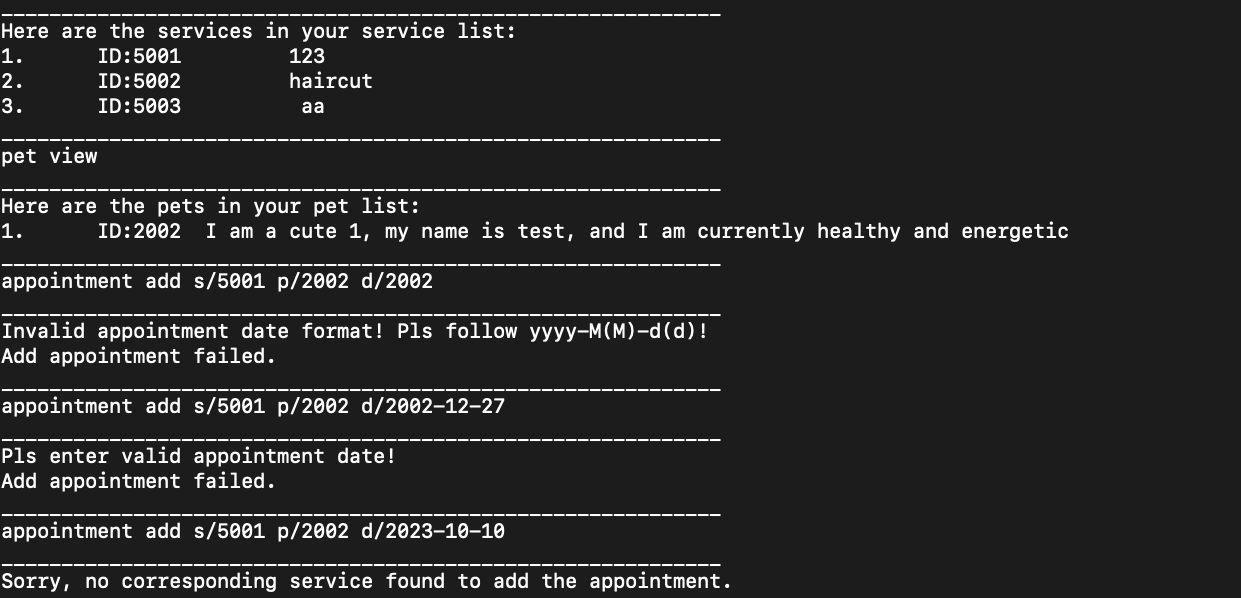 ____________________________________________________________
Here are the services in your service list:
1.      ID:5001         123
2.      ID:5002         haircut
3.      ID:5003          aa
____________________________________________________________
pet view
____________________________________________________________
Here are the pets in your pet list:
1.      ID:2002  I am a cute 1, my name is test, and I am currently healthy and energetic
____________________________________________________________
appointment add s/5001 p/2002 d/2002
____________________________________________________________
Invalid appointment date format! Pls follow yyyy-M(M)-d(d)!
Add appointment failed.
____________________________________________________________
appointment add s/5001 p/2002 d/2002-12-27
____________________________________________________________
Pls enter valid appointment date!
Add appointment failed.
____________________________________________________________
appointment add s/5001 p/2002 d/2023-10-10
____________________________________________________________
Sorry, no corresponding service found to add the appointment.